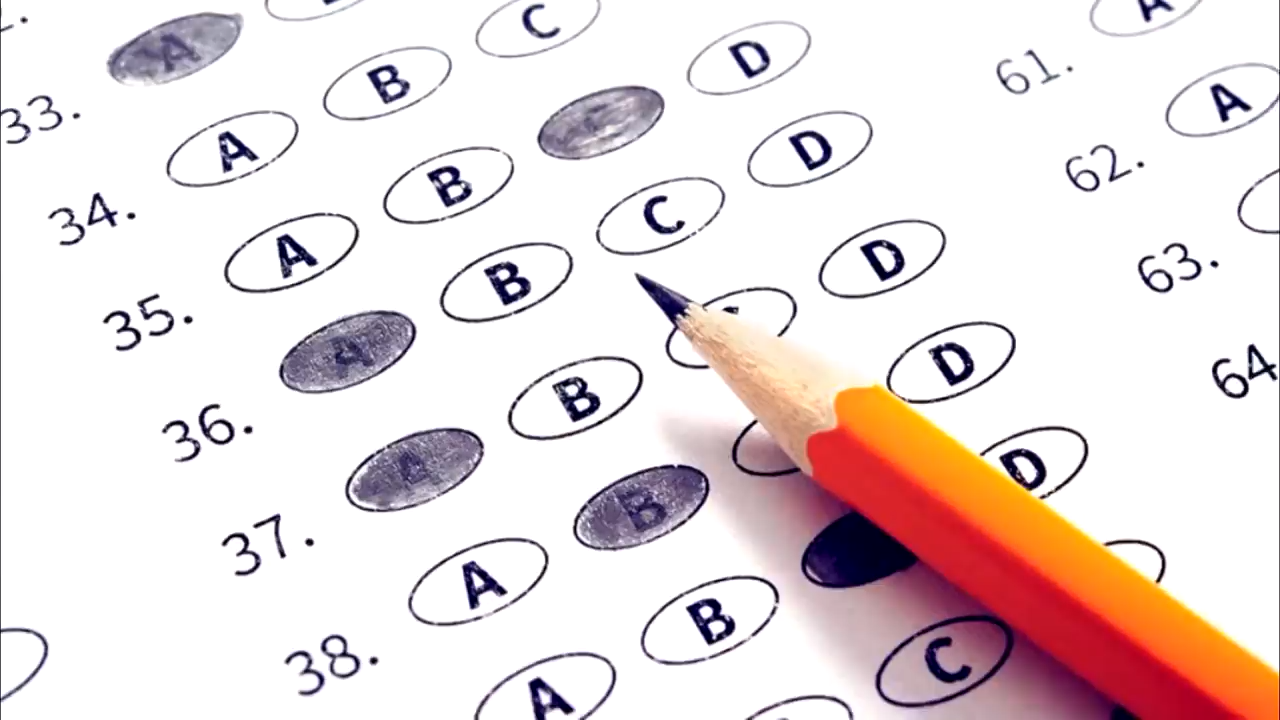 33. A
34. A B C
35. A B D
36. A B C D
37. A B D
38. A B D
A B D
C
61. A
62. A
63.
64